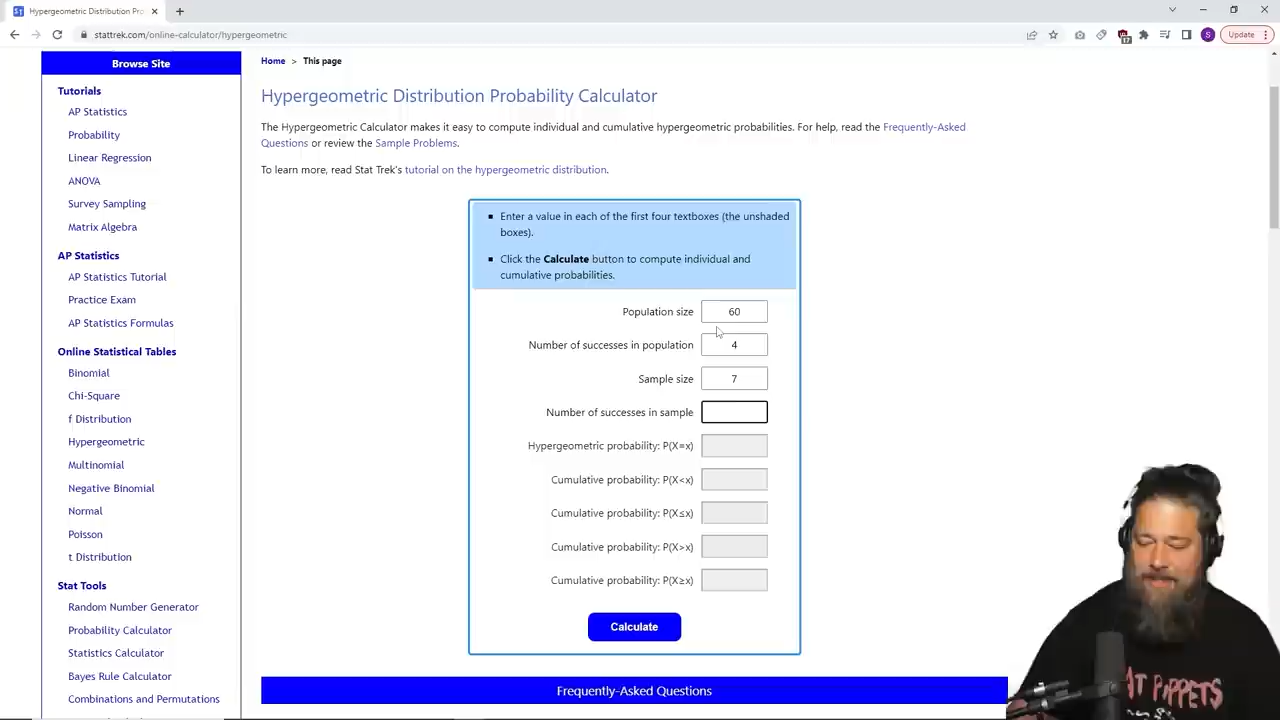 Hypergeometric Distribution Pro
stattrek.com/online-calculator/hypergeometric
17
S
Update
Browse Site
Tutorials
AP Statistics
Probability
Linear Regression
ANOVA
Survey Sampling
Matrix Algebra
AP Statistics
AP Statistics Tutorial
Practice Exam
AP Statistics Formulas
Online Statistical Tables
Binomial
Chi-Square
f Distribution
Hypergeometric
Multinomial
Negative Binomial
Normal
Poisson
t Distribution
Stat Tools
Random Number Generator
Probability Calculator
Statistics Calculator
Bayes Rule Calculator
Combinations and Permutations
Home > This page
Hypergeometric Distribution Probability Calculator
The Hypergeometric Calculator makes it easy to compute individual and cumulative hypergeometric probabilities. For help, read the Frequently-Asked
Questions or review the Sample Problems.
To learn more, read Stat Trek's tutorial on the hypergeometric distribution.
Enter a value in each of the first four textboxes (the unshaded
boxes).
Click the Calculate button to compute individual and
cumulative probabilities.
Population size 60
Number of successes in population 4
Sample size 7
Number of successes in sample
Hypergeometric probability: P(X=x)
Cumulative probability: P(X<x)
Cumulative probability: P(X≤x)
Cumulative probability: P(X>x)
Cumulative probability: P(X≥x)
Calculate
Frequently-Asked Questions
PUPPETS